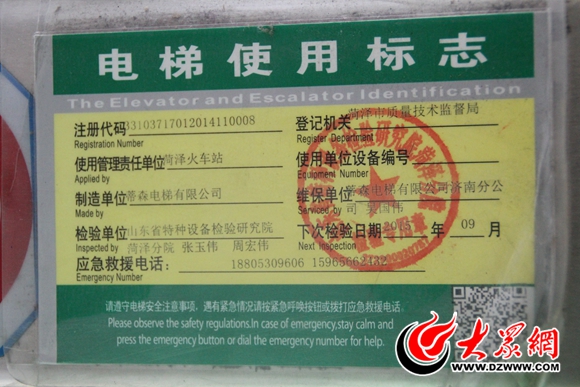 电梯使用标志
The Elevator and Escalator Identification
注册代码 33103717012014110008
Registration Number
登记机关 菏泽市质量技术监督局
Register Department
使用管理责任单位 菏泽火车站
Applied by
使用单位设备编号
Equipment Number
制造单位 蒂森电梯有限公司
Made by
维保单位 蒂森电梯有限公司济南分公
Serviced by 司 裴国伟
检验单位 山东省特种设备检验研究院
Inspected by 菏泽分院 张玉伟 周宏伟
下次检验日期 年 09 月
Next Inspection
应急救援电话: 18805309606 15965662432
Emergency Number
请遵守电梯安全注意事项，遇有紧急情况请按紧急呼唤按钮或拨打应急救援电话。
Please observe the safety regulations.In case of emergency,stay calm and
press the emergency button or dial the emergency number for help.
大众网
www.dzwww.com